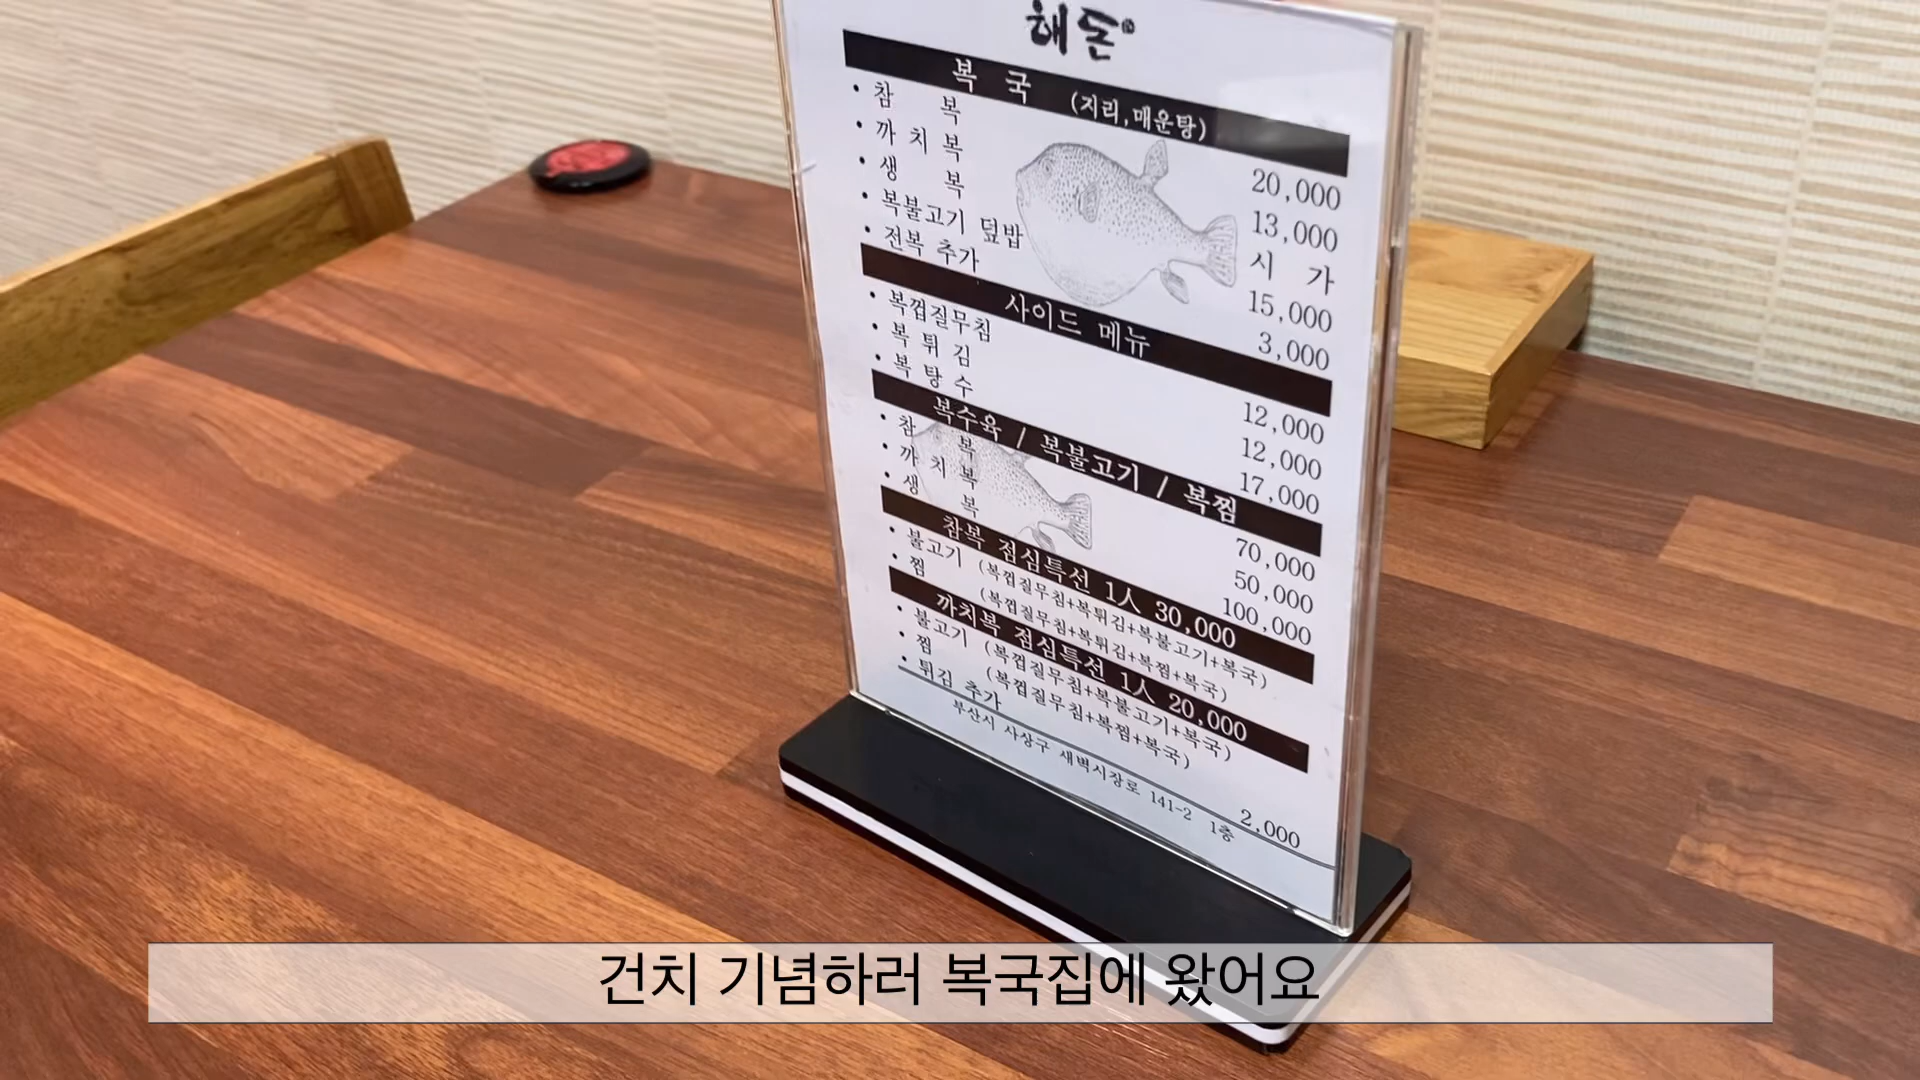 해돈
복 국 (지리,매운탕)
• 참 복 20,000
• 까 치 복 13,000
• 생 복 시 가
• 복불고기 덮밥 15,000
• 전복 추가 3,000
사이드 메뉴
• 복껍질무침 12,000
• 복 튀 김 12,000
• 복 탕 수 17,000
복수육 / 복불고기 / 복찜
• 참 복 70,000
• 까 치 복 50,000
• 생 복 100,000
참복 점심특선 1人 30,000
• 불고기 (복껍질무침+복튀김+복불고기+복국)
• 찜 (복껍질무침+복튀김+복찜+복국)
까치복 점심특선 1人 20,000
• 불고기 (복껍질무침+복불고기+복국)
• 찜 (복껍질무침+복찜+복국)
• 튀김 추가 2,000
부산시 사상구 새벽시장로 141-2 1층
건치 기념하러 복국집에 왔어요